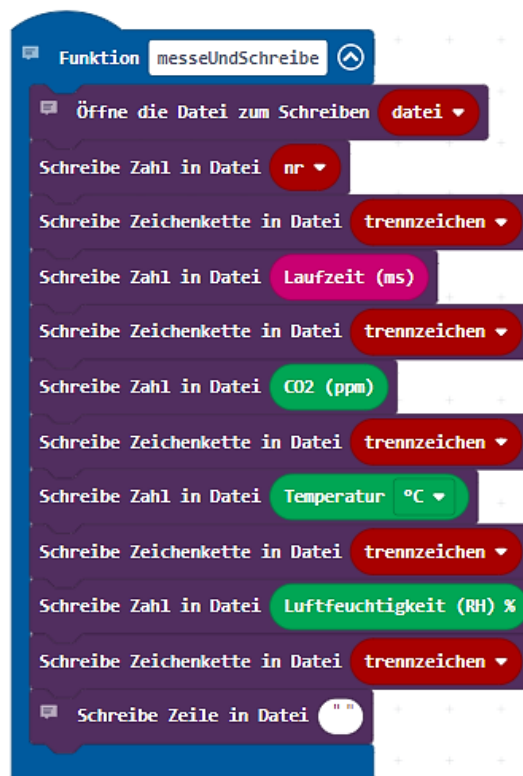 Funktion messeUndSchreibe
Öffne die Datei zum Schreiben datei
Schreibe Zahl in Datei nr
Schreibe Zeichenkette in Datei trennzeichen
Schreibe Zahl in Datei Laufzeit (ms)
Schreibe Zeichenkette in Datei trennzeichen
Schreibe Zahl in Datei CO2 (ppm)
Schreibe Zeichenkette in Datei trennzeichen
Schreibe Zahl in Datei Temperatur °C
Schreibe Zeichenkette in Datei trennzeichen
Schreibe Zahl in Datei Luftfeuchtigkeit (RH) %
Schreibe Zeichenkette in Datei trennzeichen
Schreibe Zeile in Datei " "